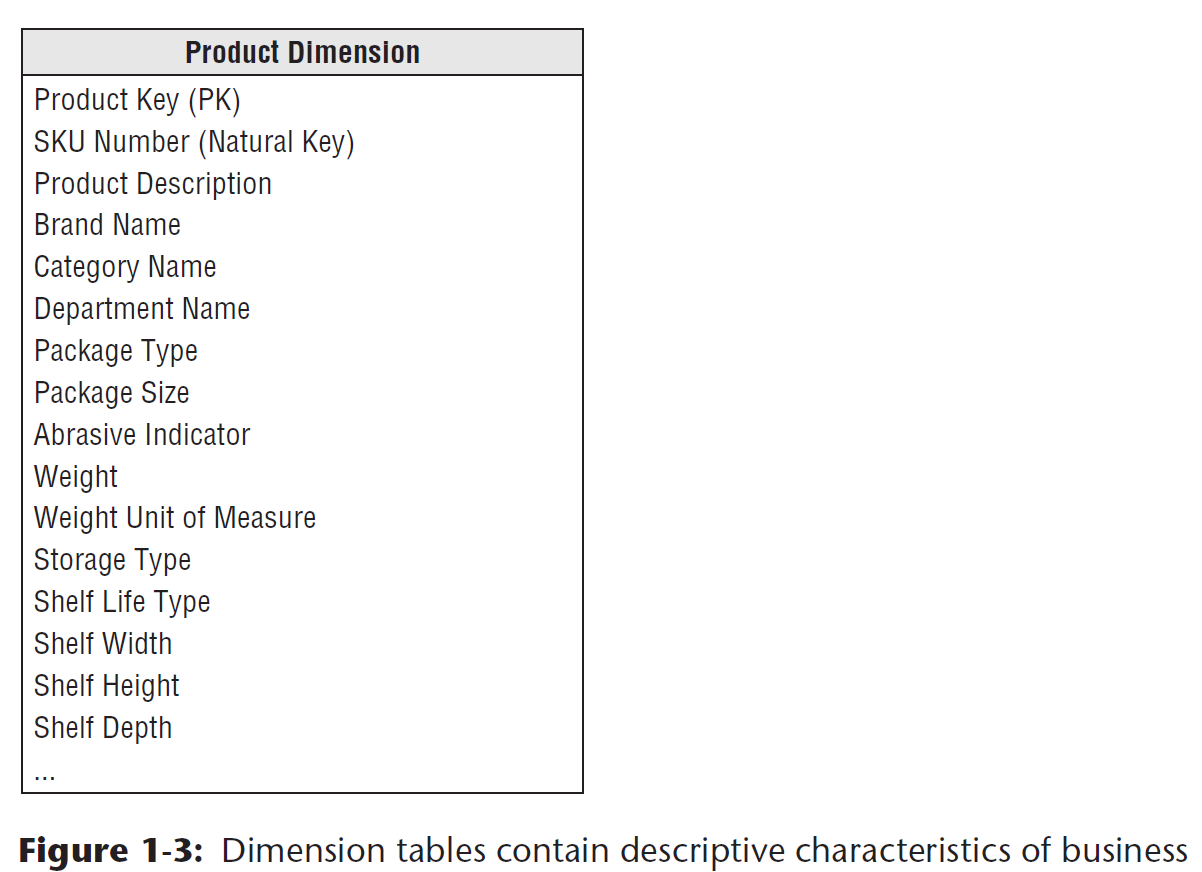 Product Dimension
Product Key (PK)
SKU Number (Natural Key)
Product Description
Brand Name
Category Name
Department Name
Package Type
Package Size
Abrasive Indicator
Weight
Weight Unit of Measure
Storage Type
Shelf Life Type
Shelf Width
Shelf Height
Shelf Depth
...
Figure 1-3: Dimension tables contain descriptive characteristics of business